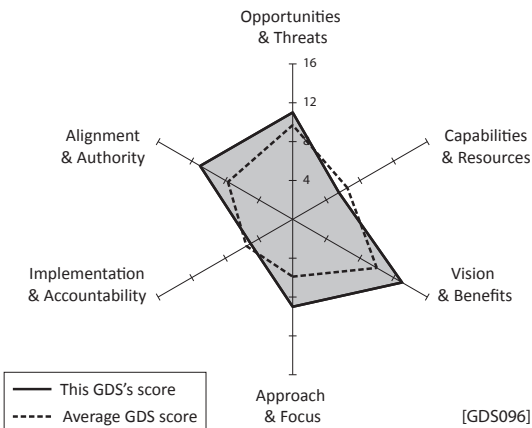 Opportunities
& Threats
16
12
8
4
Alignment
& Authority
Capabilities
& Resources
Implementation
& Accountability
Vision
& Benefits
Approach
& Focus
This GDS's score
Average GDS score
[GDS096]